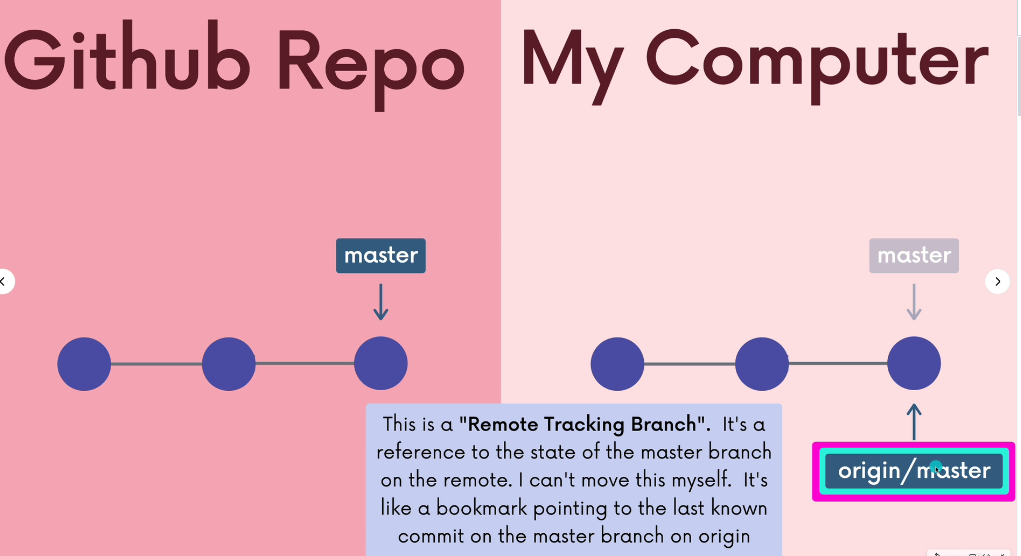 Github Repo
My Computer
master
master
This is a "Remote Tracking Branch".  It's a
reference to the state of the master branch
on the remote. I can't move this myself.  It's
like a bookmark pointing to the last known
commit on the master branch on origin
origin/master